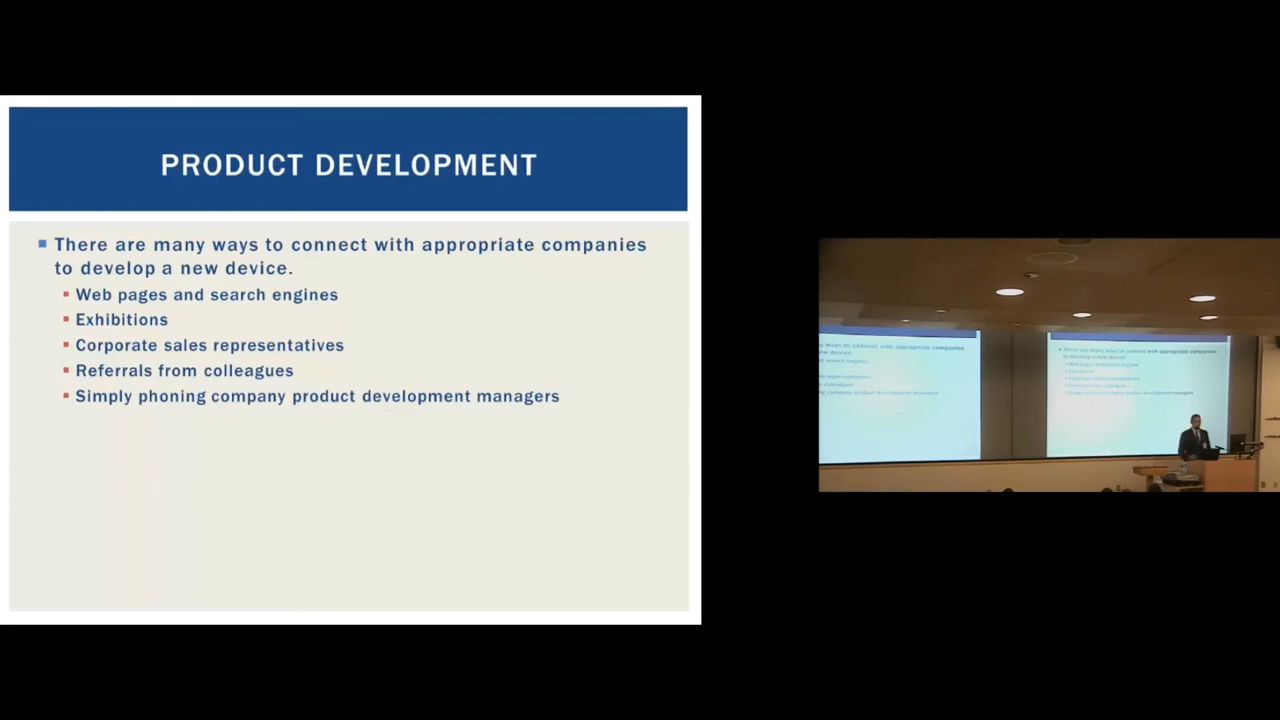 PRODUCT DEVELOPMENT
There are many ways to connect with appropriate companies
to develop a new device.
Web pages and search engines
Exhibitions
Corporate sales representatives
Referrals from colleagues
Simply phoning company product development managers